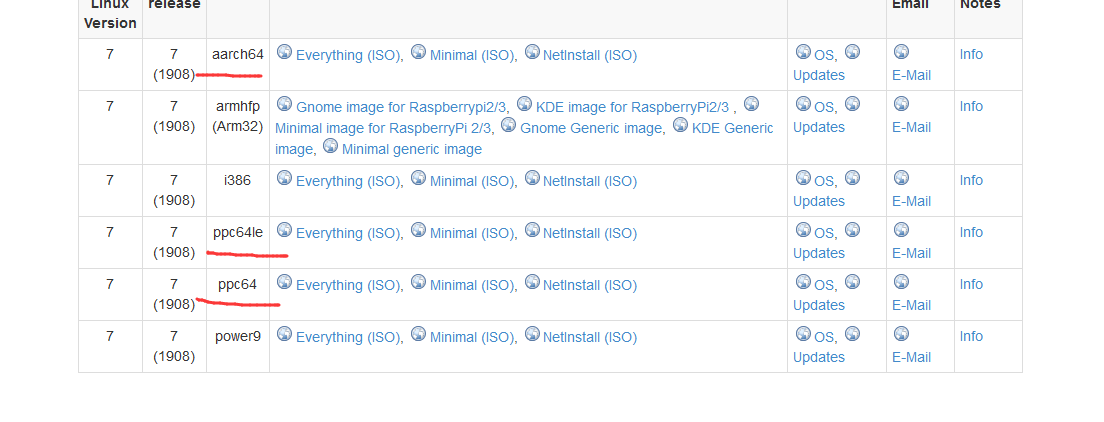 Linux release Email Notes
Version
7 7 aarch64 Everything (ISO), Minimal (ISO), NetInstall (ISO) OS, Info
(1908) Updates E-Mail
7 7 armhfp Gnome image for Raspberrypi2/3, KDE image for RaspberryPi2/3 , OS, Info
(1908) (Arm32) Minimal image for RaspberryPi 2/3, Gnome Generic image, KDE Generic Updates E-Mail
image, Minimal generic image
7 7 i386 Everything (ISO), Minimal (ISO), NetInstall (ISO) OS, Info
(1908) Updates E-Mail
7 7 ppc64le Everything (ISO), Minimal (ISO), NetInstall (ISO) OS, Info
(1908) Updates E-Mail
7 7 ppc64 Everything (ISO), Minimal (ISO), NetInstall (ISO) OS, Info
(1908) Updates E-Mail
7 7 power9 Everything (ISO), Minimal (ISO), NetInstall (ISO) OS, Info
(1908) Updates E-Mail